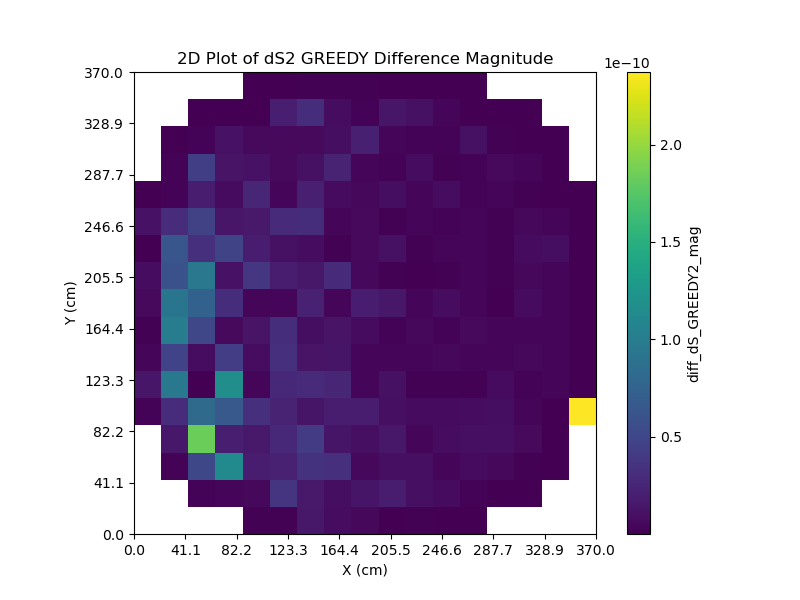 2D Plot of dS2 GREEDY Difference Magnitude
1e−10
370.0
328.9
287.7
246.6
205.5
164.4
123.3
82.2
41.1
0.0
Y (cm)
0.0 41.1 82.2 123.3 164.4 205.5 246.6 287.7 328.9 370.0
X (cm)
2.0
1.5
1.0
0.5
diff_dS_GREEDY2_mag